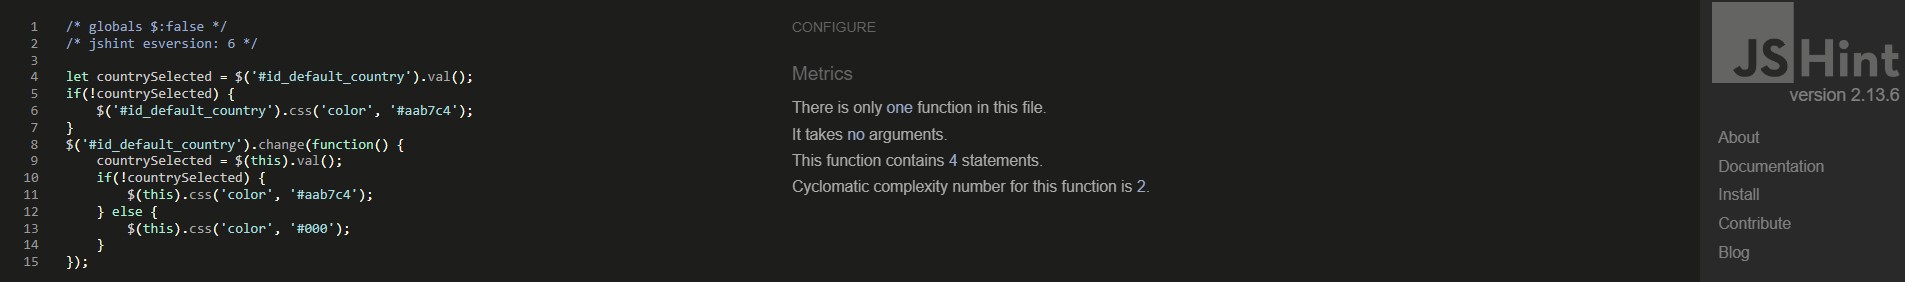 1 /* globals $:false */
2 /* jshint esversion: 6 */
3
4 let countrySelected = $('#id_default_country').val();
5 if(!countrySelected) {
6     $('#id_default_country').css('color', '#aab7c4');
7 }
8 $('#id_default_country').change(function() {
9     countrySelected = $(this).val();
10     if(!countrySelected) {
11         $(this).css('color', '#aab7c4');
12     } else {
13         $(this).css('color', '#000');
14     }
15 });
CONFIGURE
Metrics
There is only one function in this file.
It takes no arguments.
This function contains 4 statements.
Cyclomatic complexity number for this function is 2.
JSHint
version 2.13.6
About
Documentation
Install
Contribute
Blog